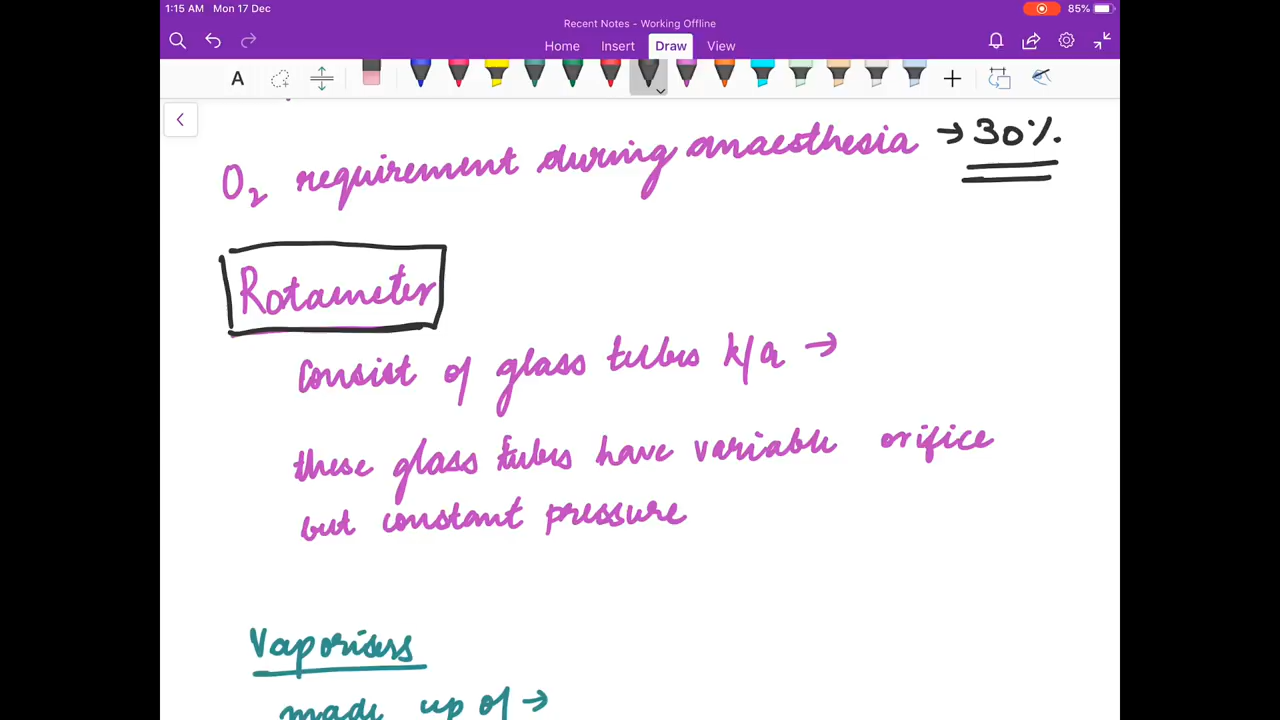 1:15 AM Mon 17 Dec
85%
Recent Notes - Working Offline
Home Insert Draw View
A
O2 requirement during anaesthesia → 30%.
Rotameter
Consist of glass tubes k/a →
these glass tubes have variable orifice
but constant pressure
Vaporisers
made up of →